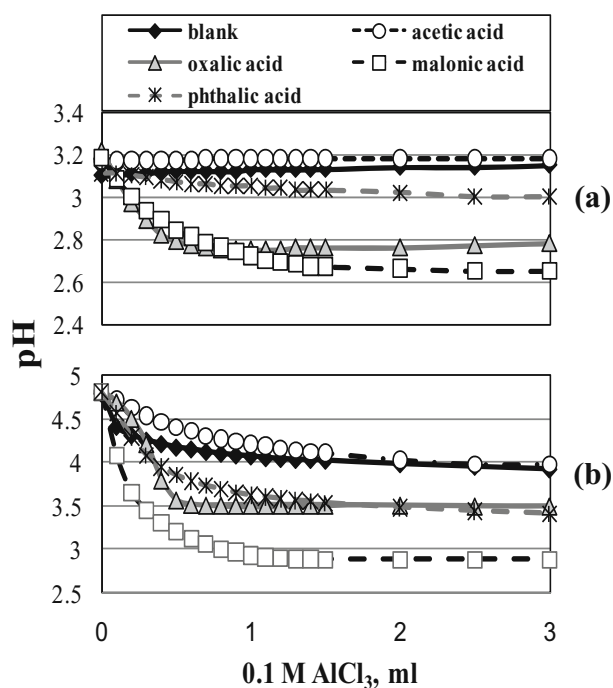 blank
acetic acid
oxalic acid
malonic acid
phthalic acid
3.4
3.2
3
2.8
2.6
2.4
(a)
pH
5
4.5
4
3.5
3
2.5
(b)
0
1
2
3
0.1 M AlCl₃, ml